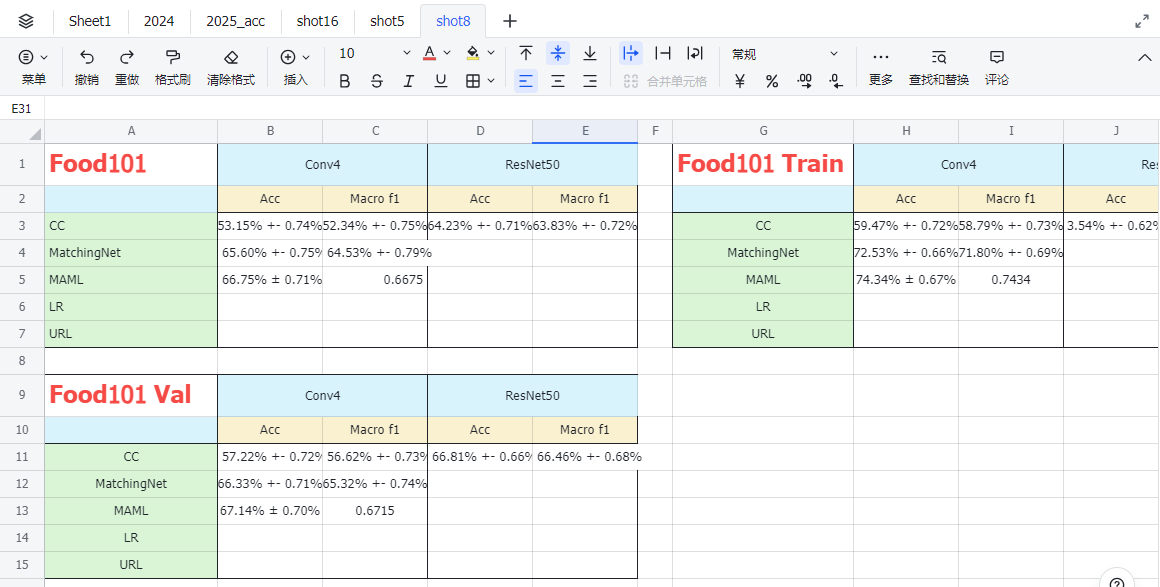 Sheet1 2024 2025_acc shot16 shot5 shot8
10 常规
菜单 撤销 重做 格式刷 清除格式 插入 合并单元格 更多 查找和替换 评论
E31
A B C D E F G H I J
1 Food101 Conv4 ResNet50 Food101 Train Conv4 Res
2 Acc Macro f1 Acc Macro f1 Acc Macro f1 Acc
3 CC 53.15% +- 0.74% 52.34% +- 0.75% 64.23% +- 0.71% 63.83% +- 0.72% CC 59.47% +- 0.72% 58.79% +- 0.73% 3.54% +- 0.62%
4 MatchingNet 65.60% +- 0.75% 64.53% +- 0.79% MatchingNet 72.53% +- 0.66% 71.80% +- 0.69%
5 MAML 66.75% ± 0.71% 0.6675 MAML 74.34% ± 0.67% 0.7434
6 LR LR
7 URL URL
8
9 Food101 Val Conv4 ResNet50
10 Acc Macro f1 Acc Macro f1
11 CC 57.22% +- 0.72% 56.62% +- 0.73% 66.81% +- 0.66% 66.46% +- 0.68%
12 MatchingNet 66.33% +- 0.71% 65.32% +- 0.74%
13 MAML 67.14% ± 0.70% 0.6715
14 LR
15 URL